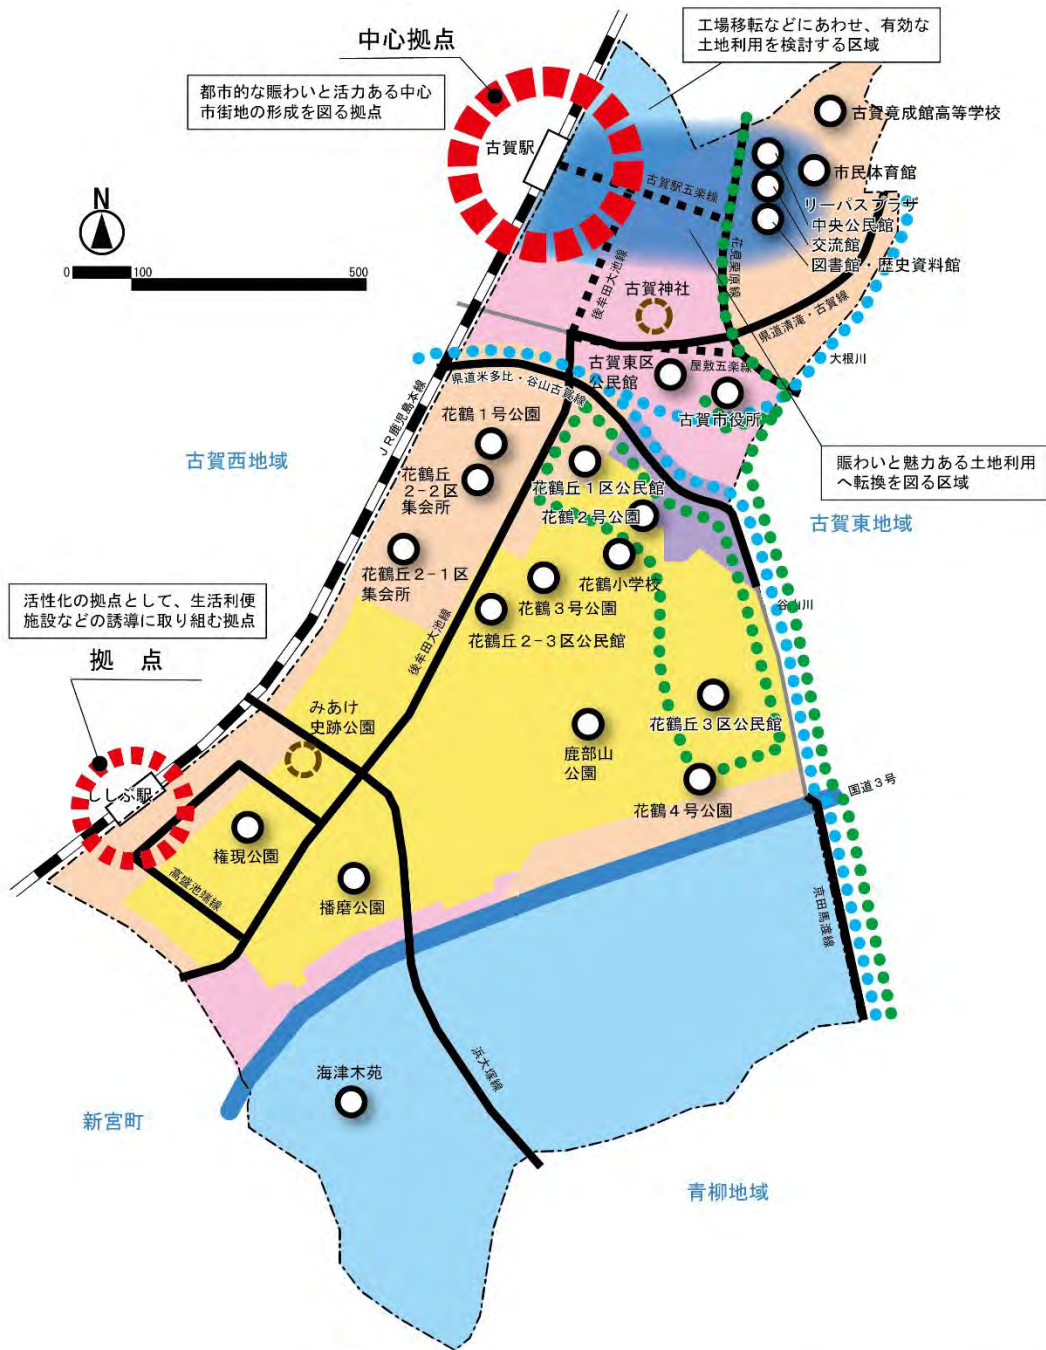 中心拠点
都市的な賑わいと活力ある中心
市街地の形成を図る拠点
工場移転などにあわせ、有効な
土地利用を検討する区域
古賀竟成館高等学校
市民体育館
リーパスプラザ
中央公民館
交流館
図書館・歴史資料館
古賀駅
古賀駅五楽線
花見栗原線
後牟田大池線
古賀神社
県道清滝・古賀線
大根川
N
0
100
500
古賀東区
公民館
屋敷五楽線
古賀市役所
県道米多比・谷山古賀線
JR鹿児島本線
古賀西地域
花鶴1号公園
花鶴丘
2-2区
集会所
花鶴丘1区公民館
花鶴2号公園
賑わいと魅力ある土地利用
へ転換を図る区域
古賀東地域
花鶴丘2-1区
集会所
花鶴小学校
花鶴3号公園
花鶴丘2-3区公民館
後牟田大池線
谷山川
活性化の拠点として、生活利便
施設などの誘導に取り組む拠点
拠 点
みあけ
史跡公園
花鶴丘3区公民館
鹿部山
公園
花鶴4号公園
国道3号
ししぶ駅
権現公園
高盛池端線
播磨公園
京田馬渡線
浜大塚線
海津木苑
新宮町
青柳地域